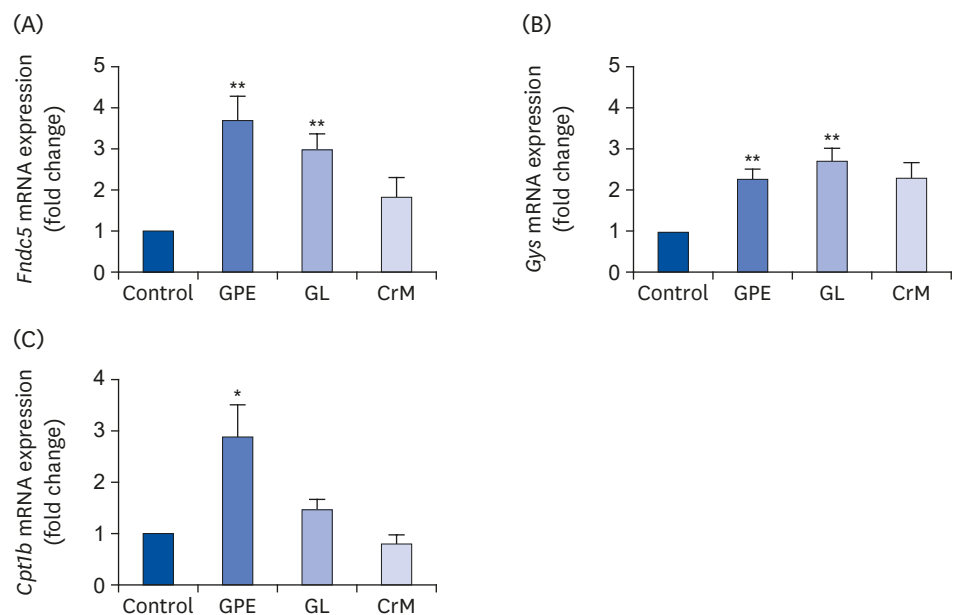 (A)
Fndc5 mRNA expression
(fold change)
5
4
3
2
1
0
**
**
Control GPE GL CrM
(B)
Gys mRNA expression
(fold change)
5
4
3
2
1
0
**
**
Control GPE GL CrM
(C)
Cpt1b mRNA expression
(fold change)
4
3
2
1
0
*
Control GPE GL CrM